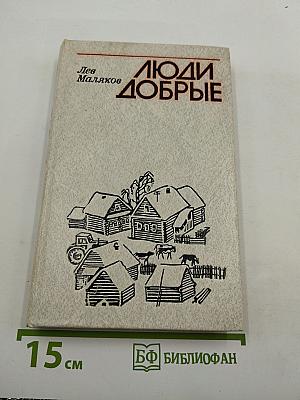 Лев
Маляков
ЛЮДИ
ДОБРЫЕ
15 см
БФ БИБЛИОФАН